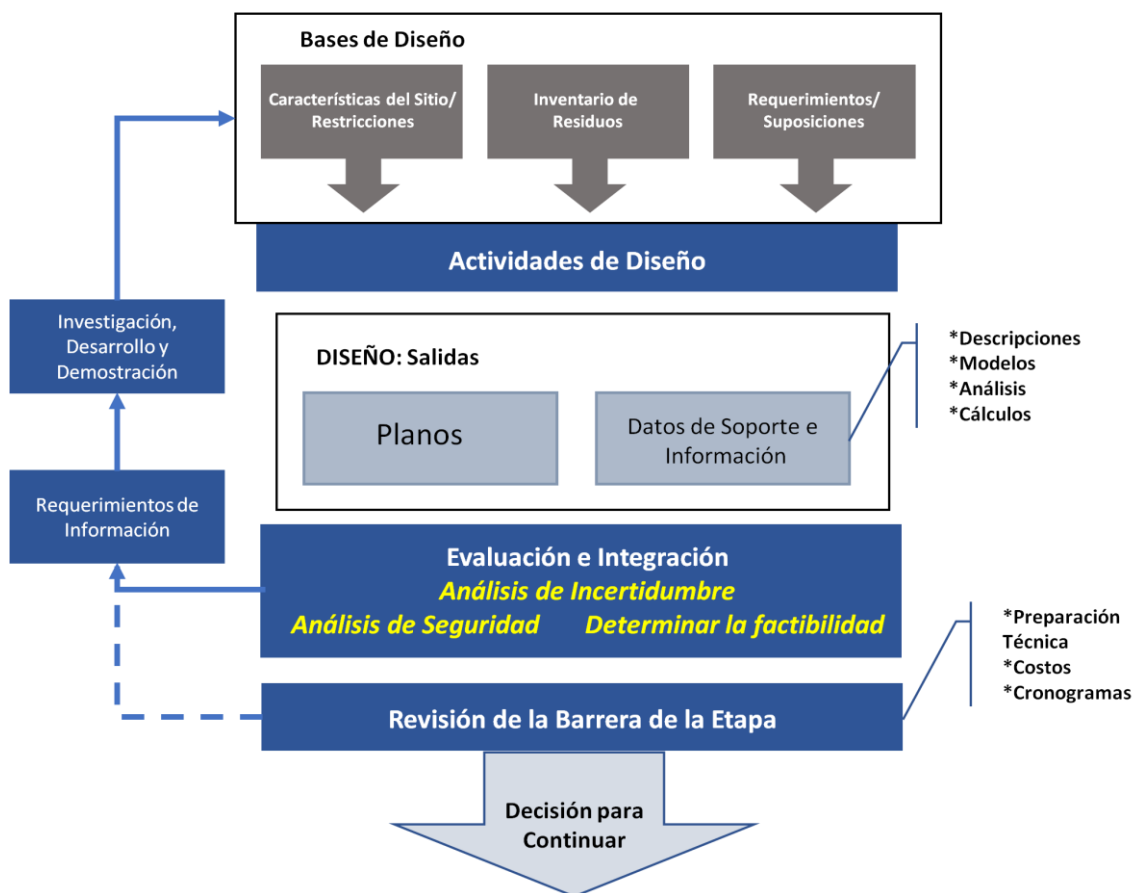 Bases de Diseño
Características del Sitio/
Restricciones
Inventario de
Residuos
Requerimientos/
Suposiciones
Actividades de Diseño
Investigación,
Desarrollo y
Demostración
DISEÑO: Salidas
Planos
Datos de Soporte e
Información
*Descripciones
*Modelos
*Análisis
*Cálculos
Requerimientos de
Información
Evaluación e Integración
Análisis de Incertidumbre
Análisis de Seguridad Determinar la factibilidad
*Preparación
Técnica
*Costos
*Cronogramas
Revisión de la Barrera de la Etapa
Decisión para
Continuar